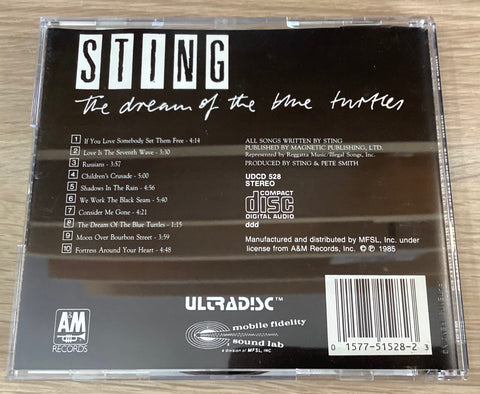 STING
the dream of the blue turtles
1 If You Love Somebody Set Them Free - 4:14
2 Love Is The Seventh Wave - 3:30
3 Russians - 3:57
4 Children's Crusade - 5:00
5 Shadows In The Rain - 4:56
6 We Work The Black Seam - 5:40
7 Consider Me Gone - 4:21
8 The Dream Of The Blue Turtles - 1:15
9 Moon Over Bourbon Street - 3:59
10 Fortress Around Your Heart - 4:48
ALL SONGS WRITTEN BY STING
PUBLISHED BY MAGNETIC PUBLISHING, LTD.
Represented by Reggatta Music/Illegal Songs, Inc.
PRODUCED BY STING & PETE SMITH
UDCD 528
STEREO
COMPACT
disc
DIGITAL AUDIO
ddd
Manufactured and distributed by MFSL, Inc. under
license from A&M Records, Inc. ℗ © 1985
A&M
RECORDS
ULTRADISC™
mobile fidelity
sound lab
a Division of MFSL, INC
0 1577-51528-2 3